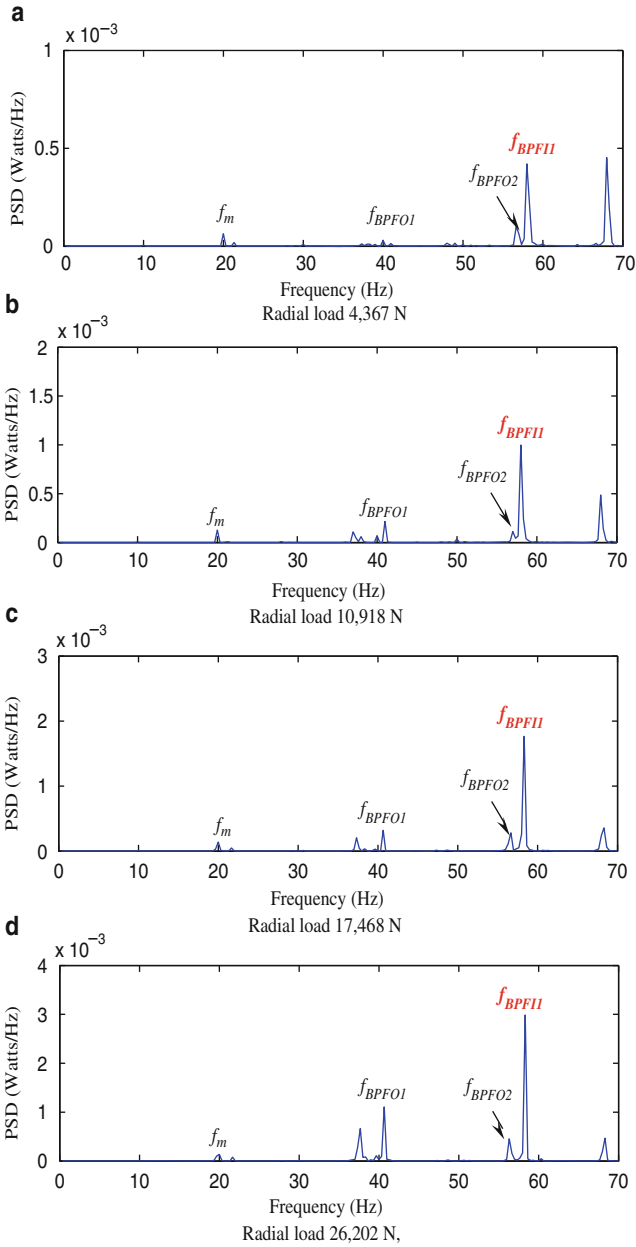 a
x 10⁻³
1
0.5
0
PSD (Watts/Hz)
f_m
f_BPFO1
f_BPFO2
f_BPFI1
0 10 20 30 40 50 60 70
Frequency (Hz)
Radial load 4,367 N
b
x 10⁻³
2
1.5
1
0.5
0
PSD (Watts/Hz)
f_m
f_BPFO1
f_BPFO2
f_BPFI1
0 10 20 30 40 50 60 70
Frequency (Hz)
Radial load 10,918 N
c
x 10⁻³
3
2
1
0
PSD (Watts/Hz)
f_m
f_BPFO1
f_BPFO2
f_BPFI1
0 10 20 30 40 50 60 70
Frequency (Hz)
Radial load 17,468 N
d
x 10⁻³
4
3
2
1
0
PSD (Watts/Hz)
f_m
f_BPFO1
f_BPFO2
f_BPFI1
0 10 20 30 40 50 60 70
Frequency (Hz)
Radial load 26,202 N,